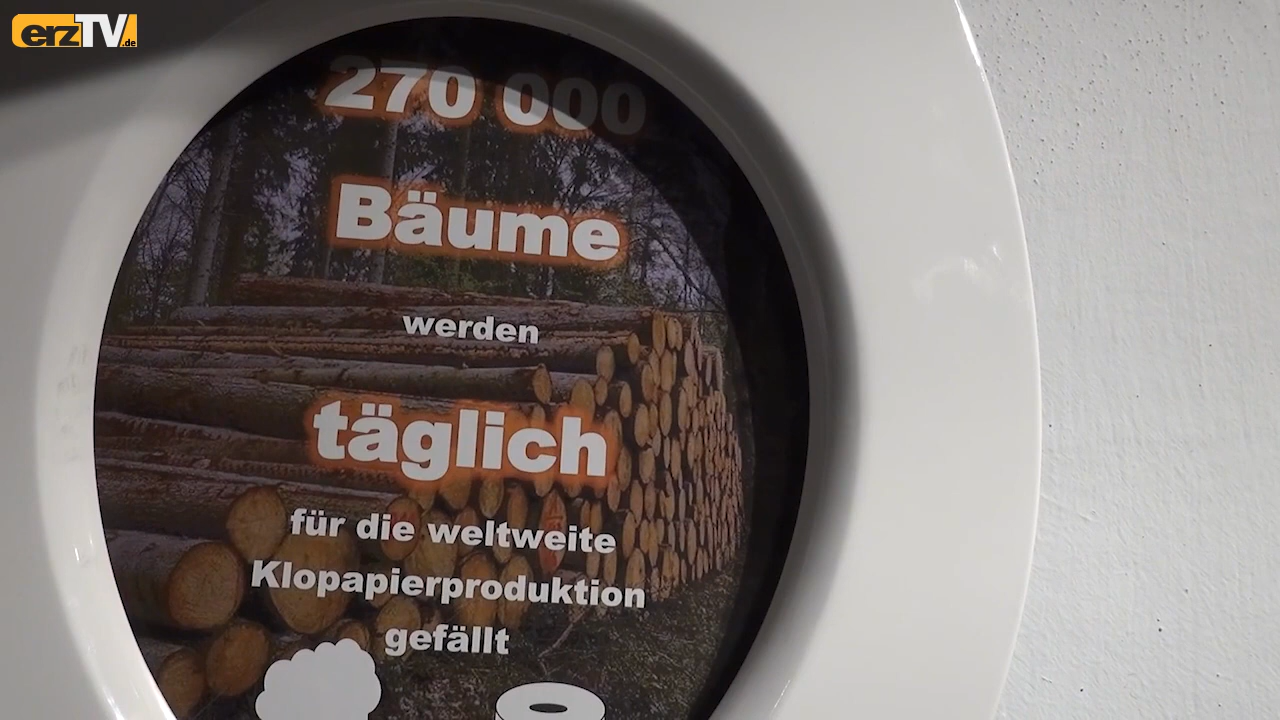 erzTV.de
270 000
Bäume
werden
täglich
für die weltweite
Klopapierproduktion
gefällt